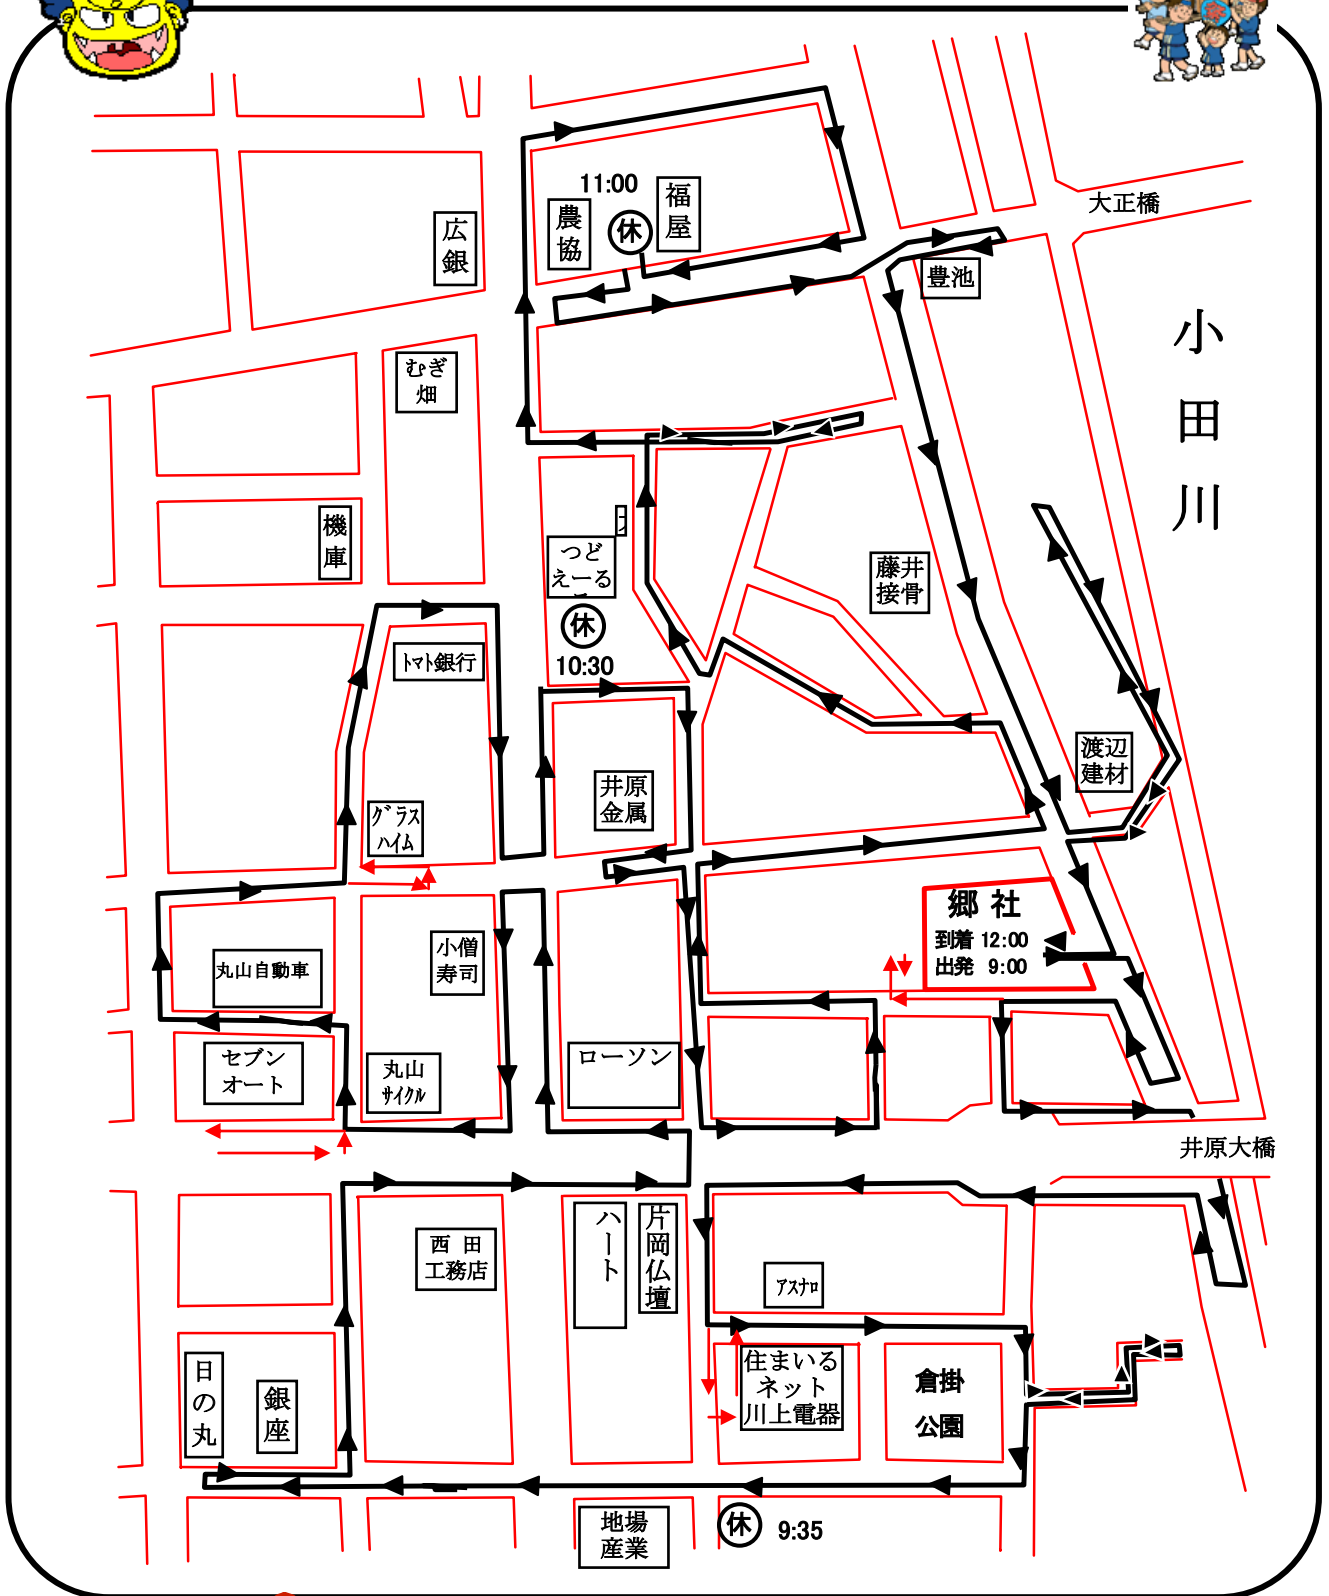 祭
大正橋
11:00
福屋
農協
休
広銀
豊池
小田川
むぎ
畑
機庫
つど
えーる
藤井
接骨
休
10:30
ﾄﾏﾄ銀行
渡辺
建材
井原
金属
ｸﾞﾗｽ
ﾊｲﾑ
郷社
到着 12:00
出発 9:00
小僧
寿司
丸山自動車
セブン
オート
丸山
ｻｲｸﾙ
ローソン
井原大橋
西田
工務店
ハート
片岡仏壇
ｱｽﾅﾛ
日の丸
銀座
住まいる
ネット
川上電器
倉掛
公園
地場
産業
休
9:35